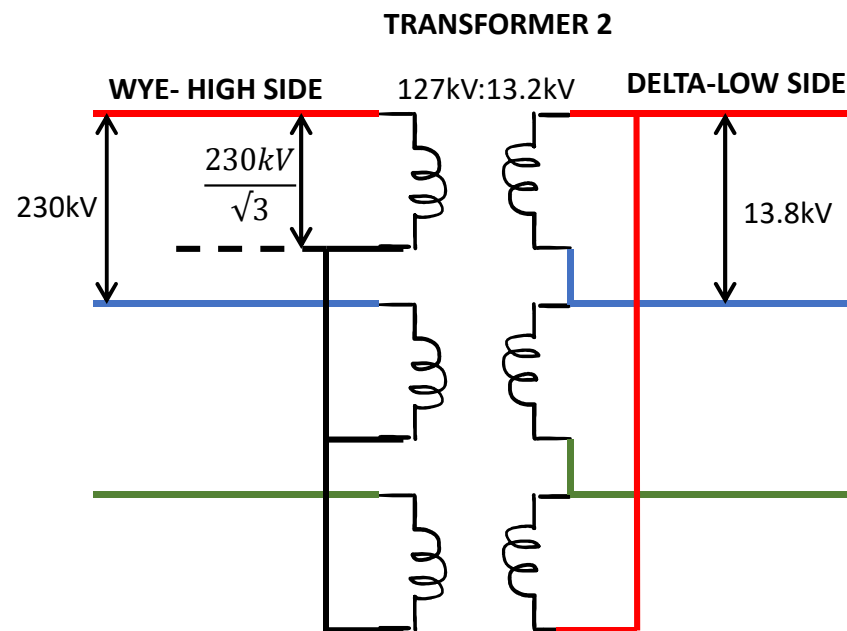 TRANSFORMER 2
WYE- HIGH SIDE
127kV:13.2kV
DELTA-LOW SIDE
230kV
230kV
√3
13.8kV